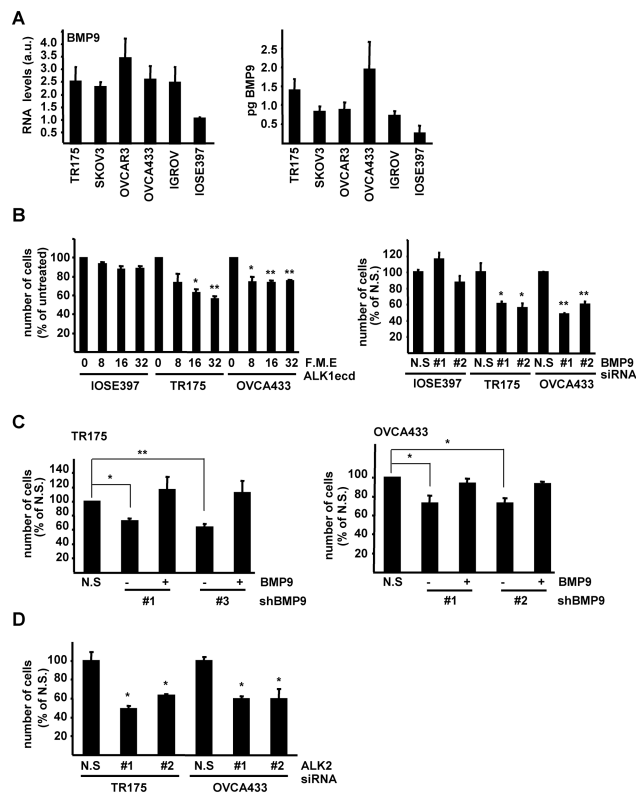 A
BMP9
RNA levels (a.u.)
4.5
4.0
3.5
3.0
2.5
2.0
1.5
1.0
0.5
TR175
SKOV3
OVCAR3
OVCA433
IGROV
IOSE397
pg BMP9
2.5
2.0
1.5
1.0
0.5
TR175
SKOV3
OVCAR3
OVCA433
IGROV
IOSE397
B
number of cells
(% of untreated)
100
80
60
40
20
* ** * ** **
0 8 16 32 0 8 16 32 0 8 16 32 F.M.E
ALK1ecd
IOSE397 TR175 OVCA433
number of cells
(% of N.S.)
120
100
80
60
40
20
* * ** **
N.S #1 #2 N.S #1 #2 N.S #1 #2 BMP9
siRNA
IOSE397 TR175 OVCA433
C
TR175
number of cells
(% of N.S.)
140
120
100
80
60
40
20
**
*
N.S - + - + BMP9
#1 #3 shBMP9
OVCA433
number of cells
(% of N.S.)
120
100
80
60
40
20
*
*
N.S - + - + BMP9
#1 #2 shBMP9
D
number of cells
(% of N.S.)
100
80
60
40
20
* * * *
N.S #1 #2 N.S #1 #2 ALK2
siRNA
TR175 OVCA433